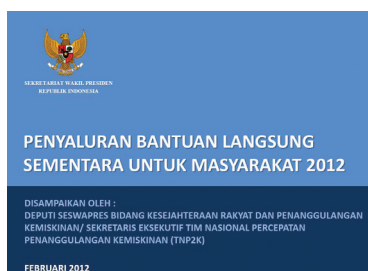 SEKRETARIAT WAKIL PRESIDEN
REPUBLIK INDONESIA
PENYALURAN BANTUAN LANGSUNG
SEMENTARA UNTUK MASYARAKAT 2012
DISAMPAIKAN OLEH :
DEPUTI SESWAPRES BIDANG KESEJAHTERAAN RAKYAT DAN PENANGGULANGAN
KEMISKINAN/ SEKRETARIS EKSEKUTIF TIM NASIONAL PERCEPATAN
PENANGGULANGAN KEMISKINAN (TNP2K)
FEBRUARI 2012